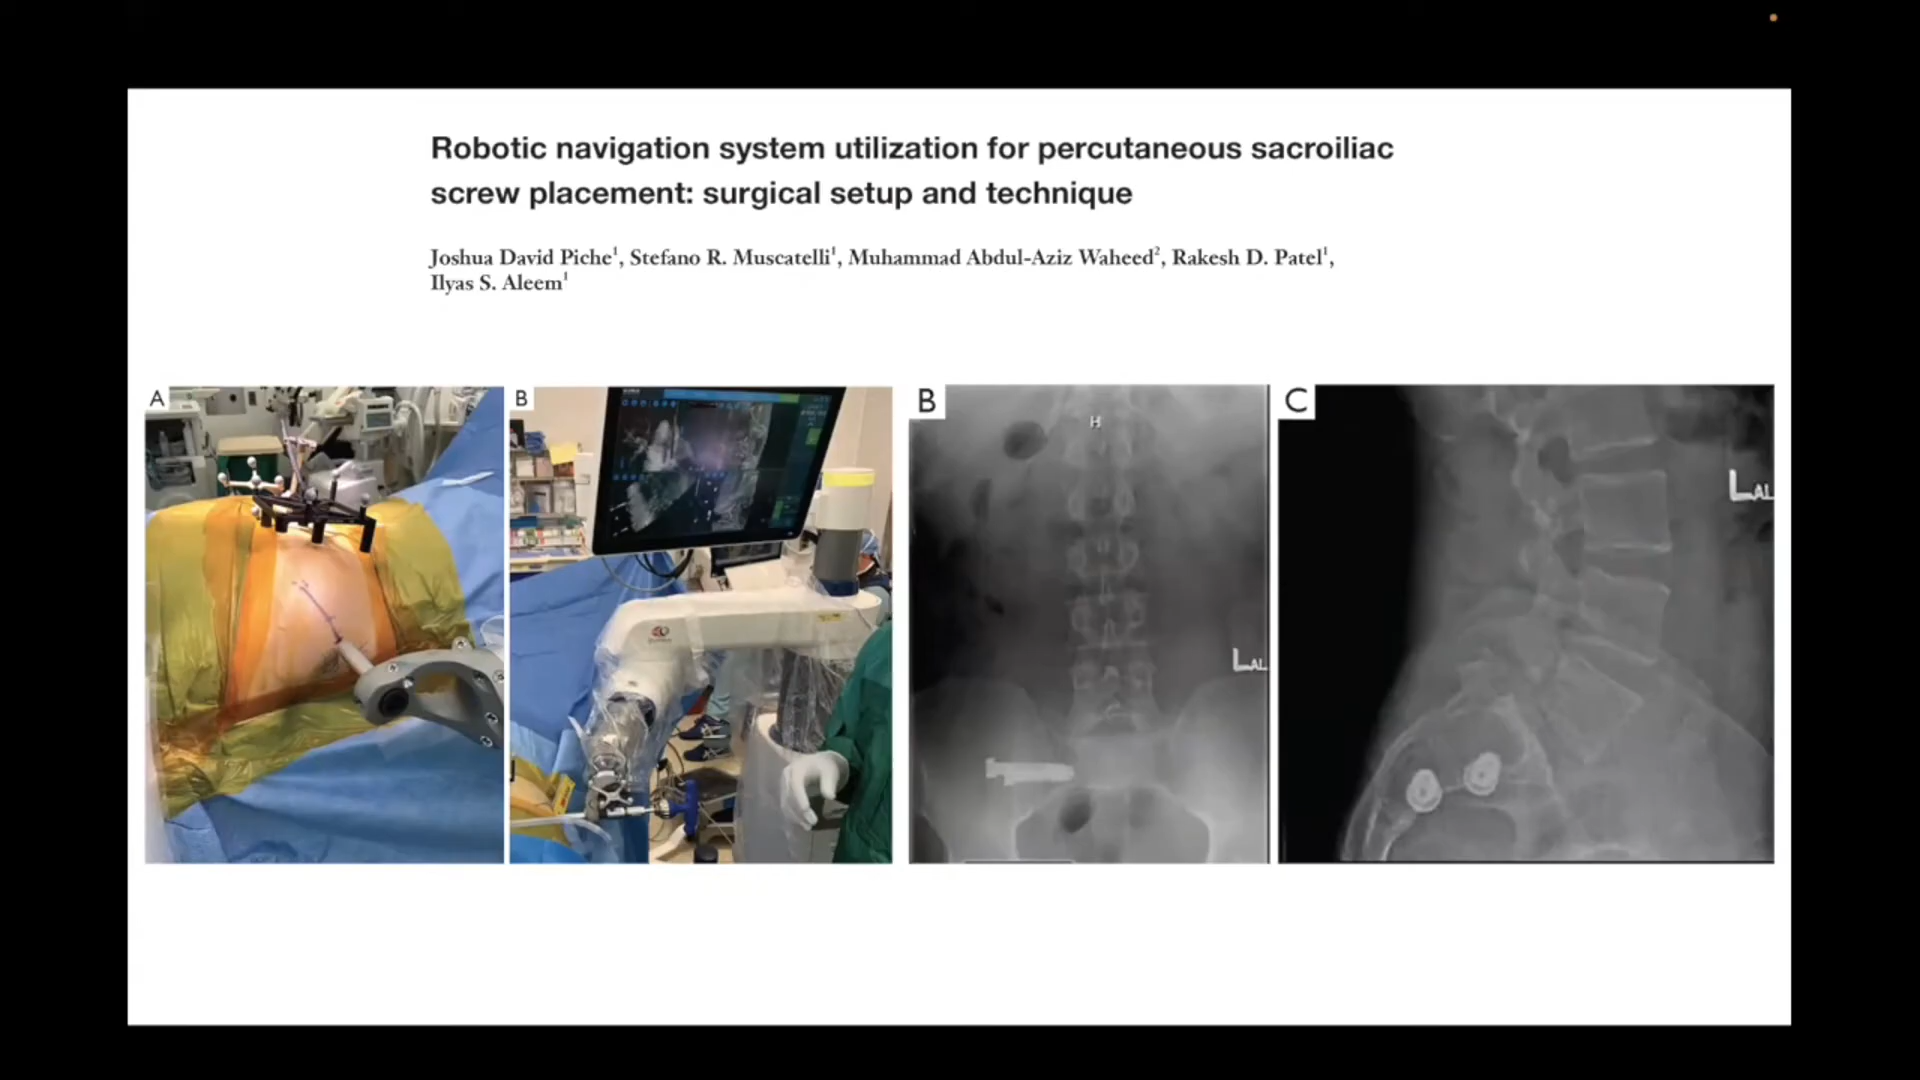 Robotic navigation system utilization for percutaneous sacroiliac
screw placement: surgical setup and technique
Joshua David Piche¹, Stefano R. Muscatelli¹, Muhammad Abdul-Aziz Waheed², Rakesh D. Patel¹,
Ilyas S. Aleem¹
A
B
B
C
H
LAL
LAL